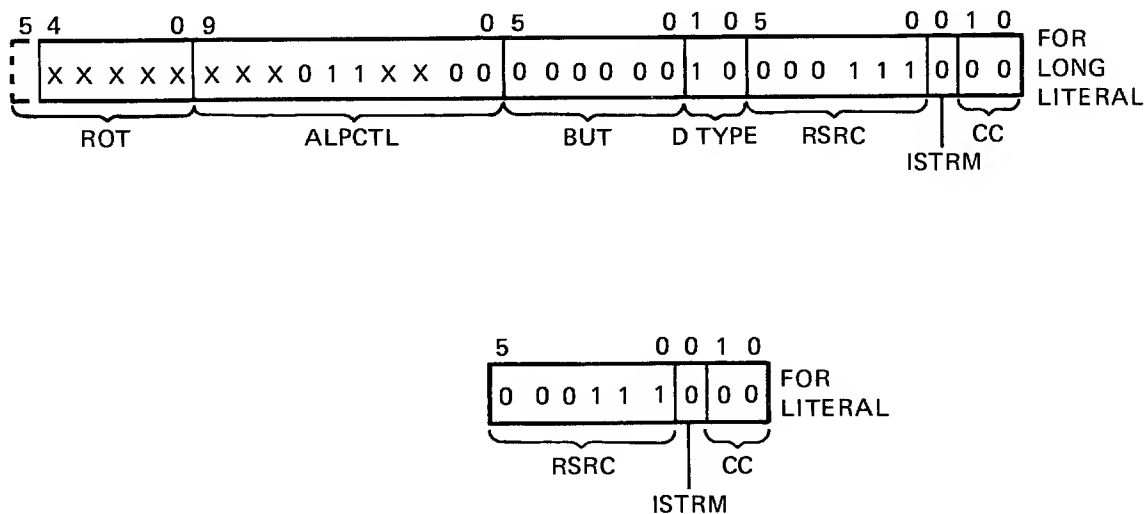 5 4 0 9 0 5 0 1 0 5 0 0 1 0
X X X X X X X X 0 1 1 X X 0 0 0 0 0 0 0 0 1 0 0 0 0 1 1 1 0 0 0
FOR
LONG
LITERAL
ROT ALPCTL BUT D TYPE RSRC CC
ISTRM
5 0 0 1 0
0 0 0 1 1 1 0 0 0
FOR
LITERAL
RSRC CC
ISTRM